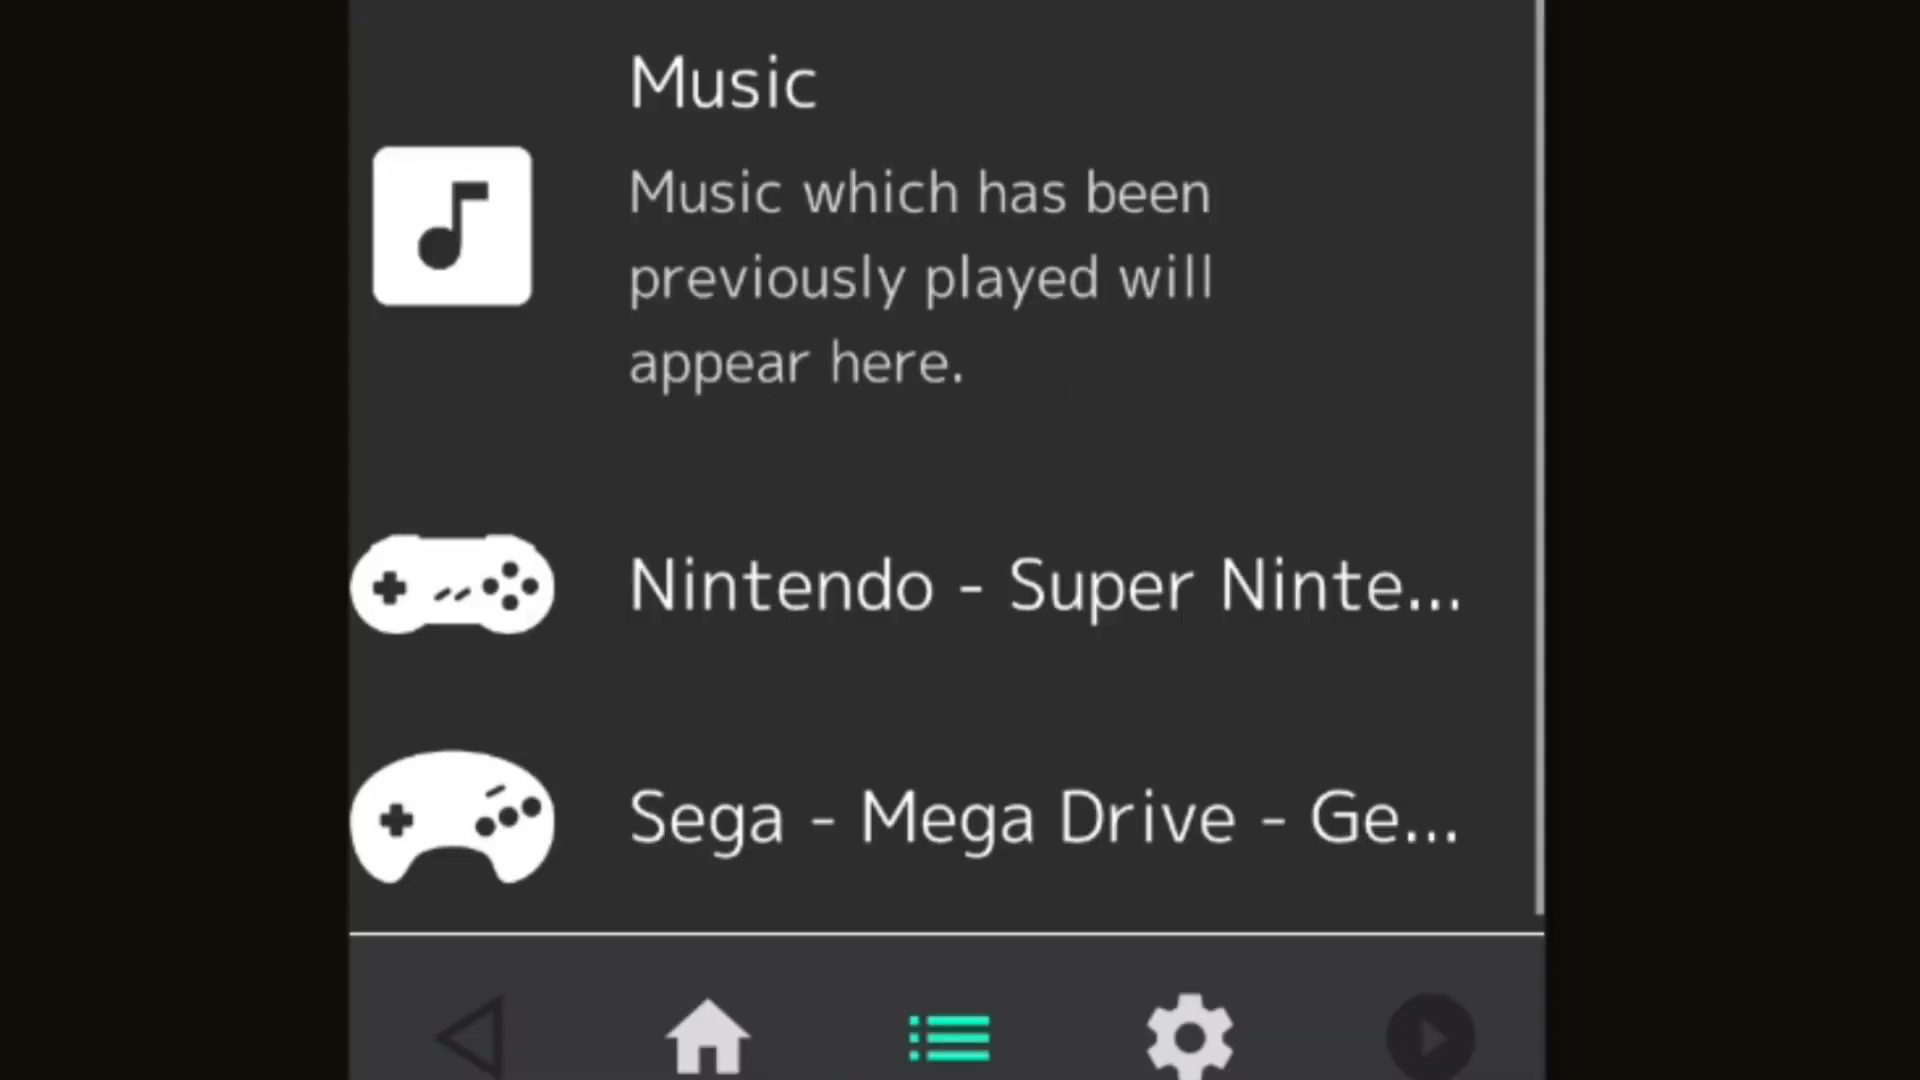 Music
Music which has been
previously played will
appear here.
Nintendo - Super Ninte...
Sega - Mega Drive - Ge...